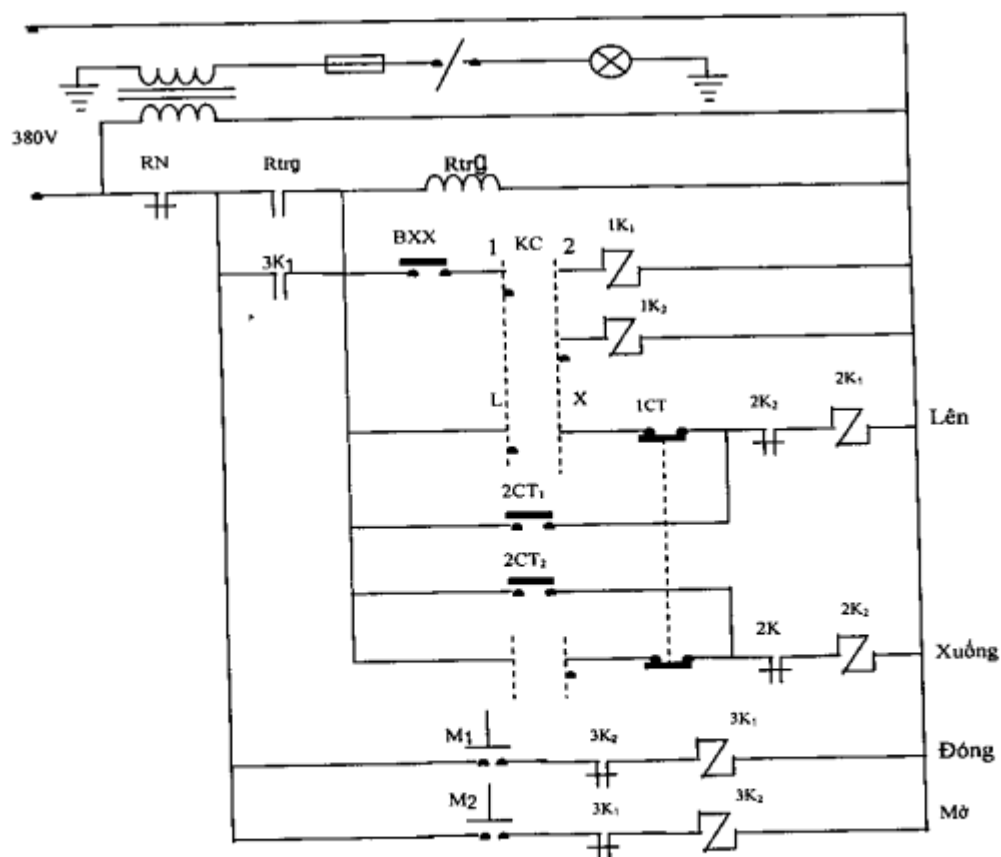 380V
RN Rtrg Rtrg
3K₁ BXX 1 KC 2 1K₁
1K₂
L X 1CT 2K₂ 2K₁ Lên
2CT₁
2CT₂
2K 2K₂ Xuống
M1 3K₂ 3K₁ Đóng
M2 3K₁ 3K₂ Mở